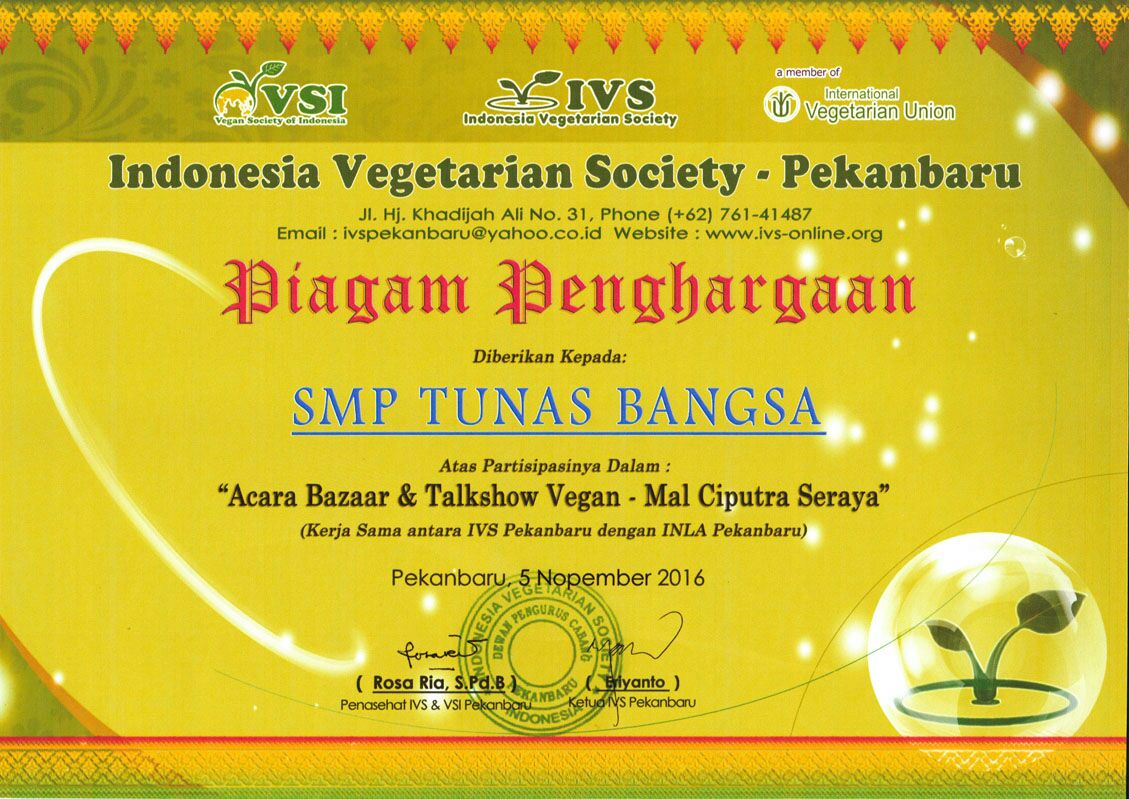 VSI
Vegan Society of Indonesia
IVS
Indonesia Vegetarian Society
a member of
International
Vegetarian Union
Indonesia Vegetarian Society - Pekanbaru
Jl. Hj. Khadijah Ali No. 31, Phone (+62) 761-41487
Email : ivspekanbaru@yahoo.co.id Website : www.ivs-online.org
Piagam Penghargaan
Diberikan Kepada:
SMP TUNAS BANGSA
Atas Partisipasinya Dalam :
“Acara Bazaar & Talkshow Vegan - Mal Ciputra Seraya”
(Kerja Sama antara IVS Pekanbaru dengan INLA Pekanbaru)
Pekanbaru, 5 Nopember 2016
INDONESIA VEGETARIAN SOCIETY
DEWAN PENGURUS CABANG
PEKANBARU
INDONESIA
( Rosa Ria, S.Pd.B ) ( Eriyanto )
Penasehat IVS & VSI Pekanbaru Ketua IVS Pekanbaru